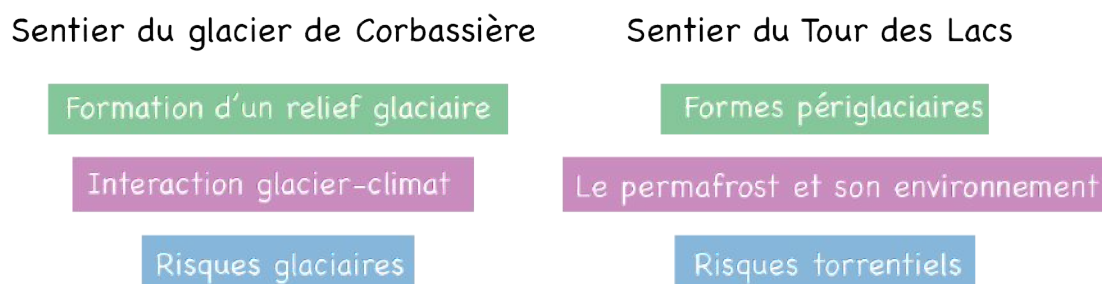 Sentier du glacier de Corbassière
Formation d'un relief glaciaire
Interaction glacier-climat
Risques glaciaires
Sentier du Tour des Lacs
Formes périglaciaires
Le permafrost et son environnement
Risques torrentiels